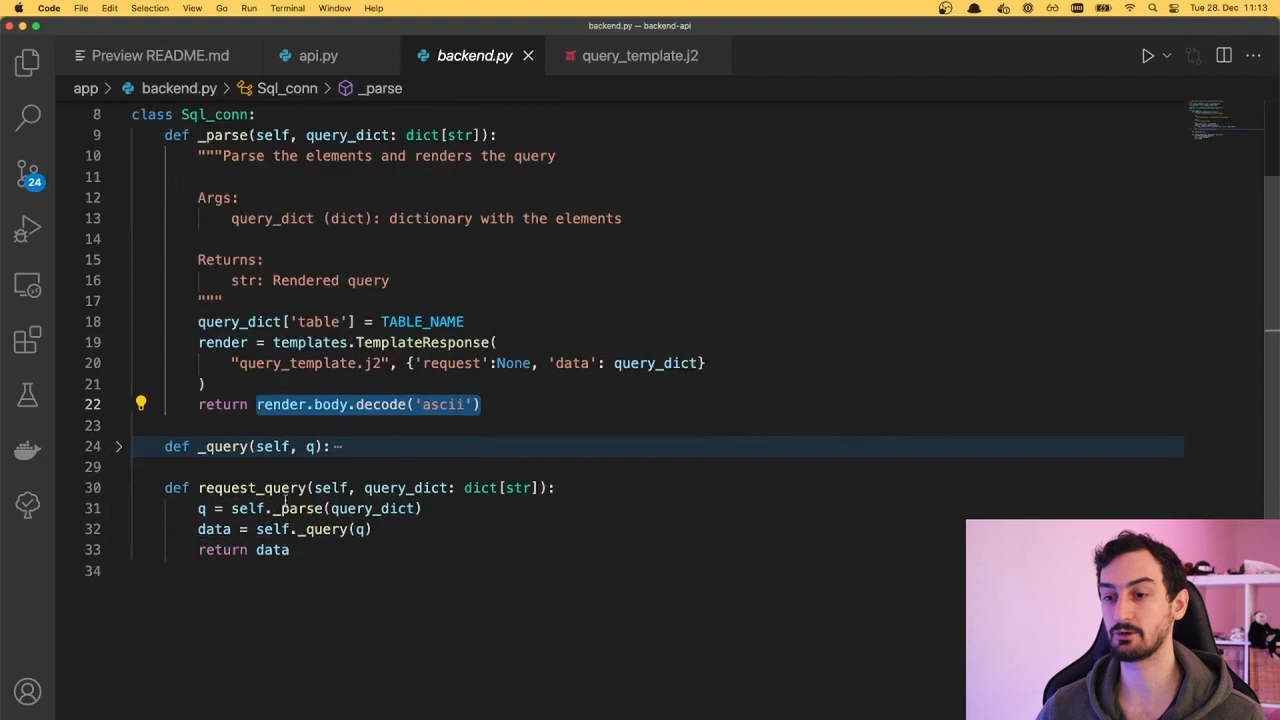 Code File Edit Selection View Go Run Terminal Window Help Tue 28. Dec 11:13
backend.py — backend-api
Preview README.md api.py backend.py query_template.j2
app › backend.py › Sql_conn › _parse
8 class Sql_conn:
9 def _parse(self, query_dict: dict[str]):
10 """Parse the elements and renders the query
11
12 Args:
13 query_dict (dict): dictionary with the elements
14
15 Returns:
16 str: Rendered query
17 """
18 query_dict['table'] = TABLE_NAME
19 render = templates.TemplateResponse(
20 "query_template.j2", {'request':None, 'data': query_dict}
21 )
22 return render.body.decode('ascii')
23
24 def _query(self, q): ⋯
29
30 def request_query(self, query_dict: dict[str]):
31 q = self._parse(query_dict)
32 data = self._query(q)
33 return data
34
24